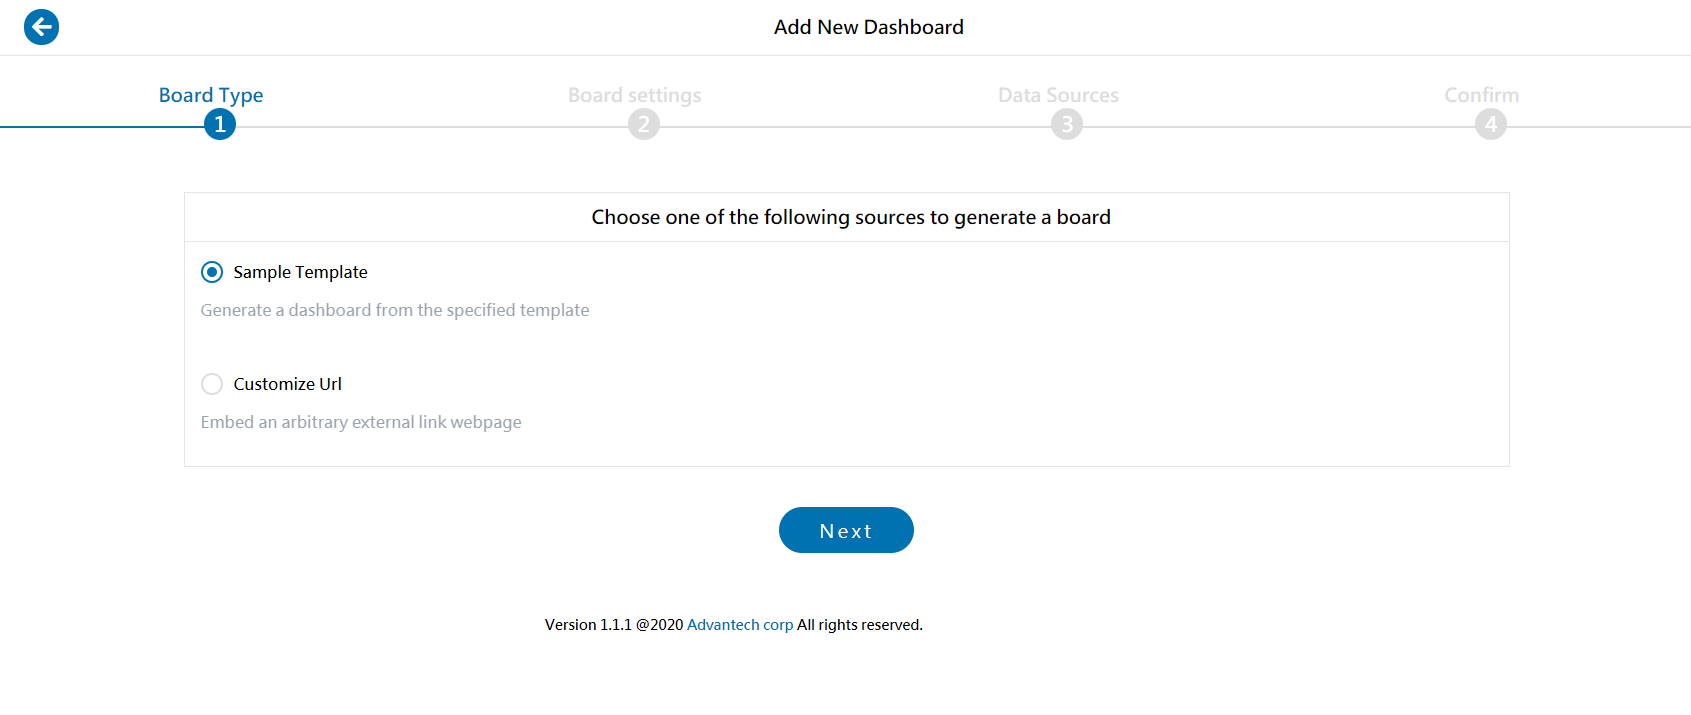 Add New Dashboard
Board Type
Board settings
Data Sources
Confirm
1
2
3
4
Choose one of the following sources to generate a board
Sample Template
Generate a dashboard from the specified template
Customize Url
Embed an arbitrary external link webpage
Next
Version 1.1.1 @2020 Advantech corp All rights reserved.